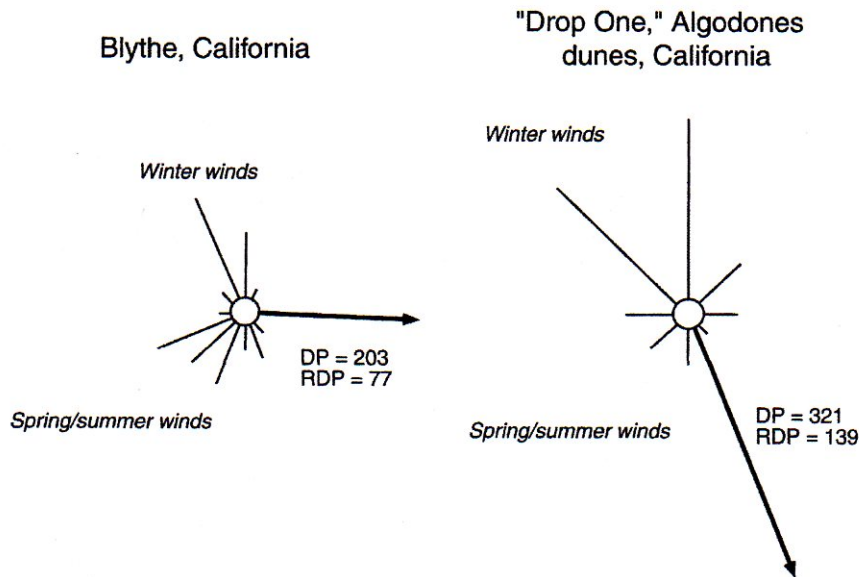 Blythe, California
Winter winds
DP = 203
RDP = 77
Spring/summer winds
"Drop One," Algodones
dunes, California
Winter winds
DP = 321
RDP = 139
Spring/summer winds